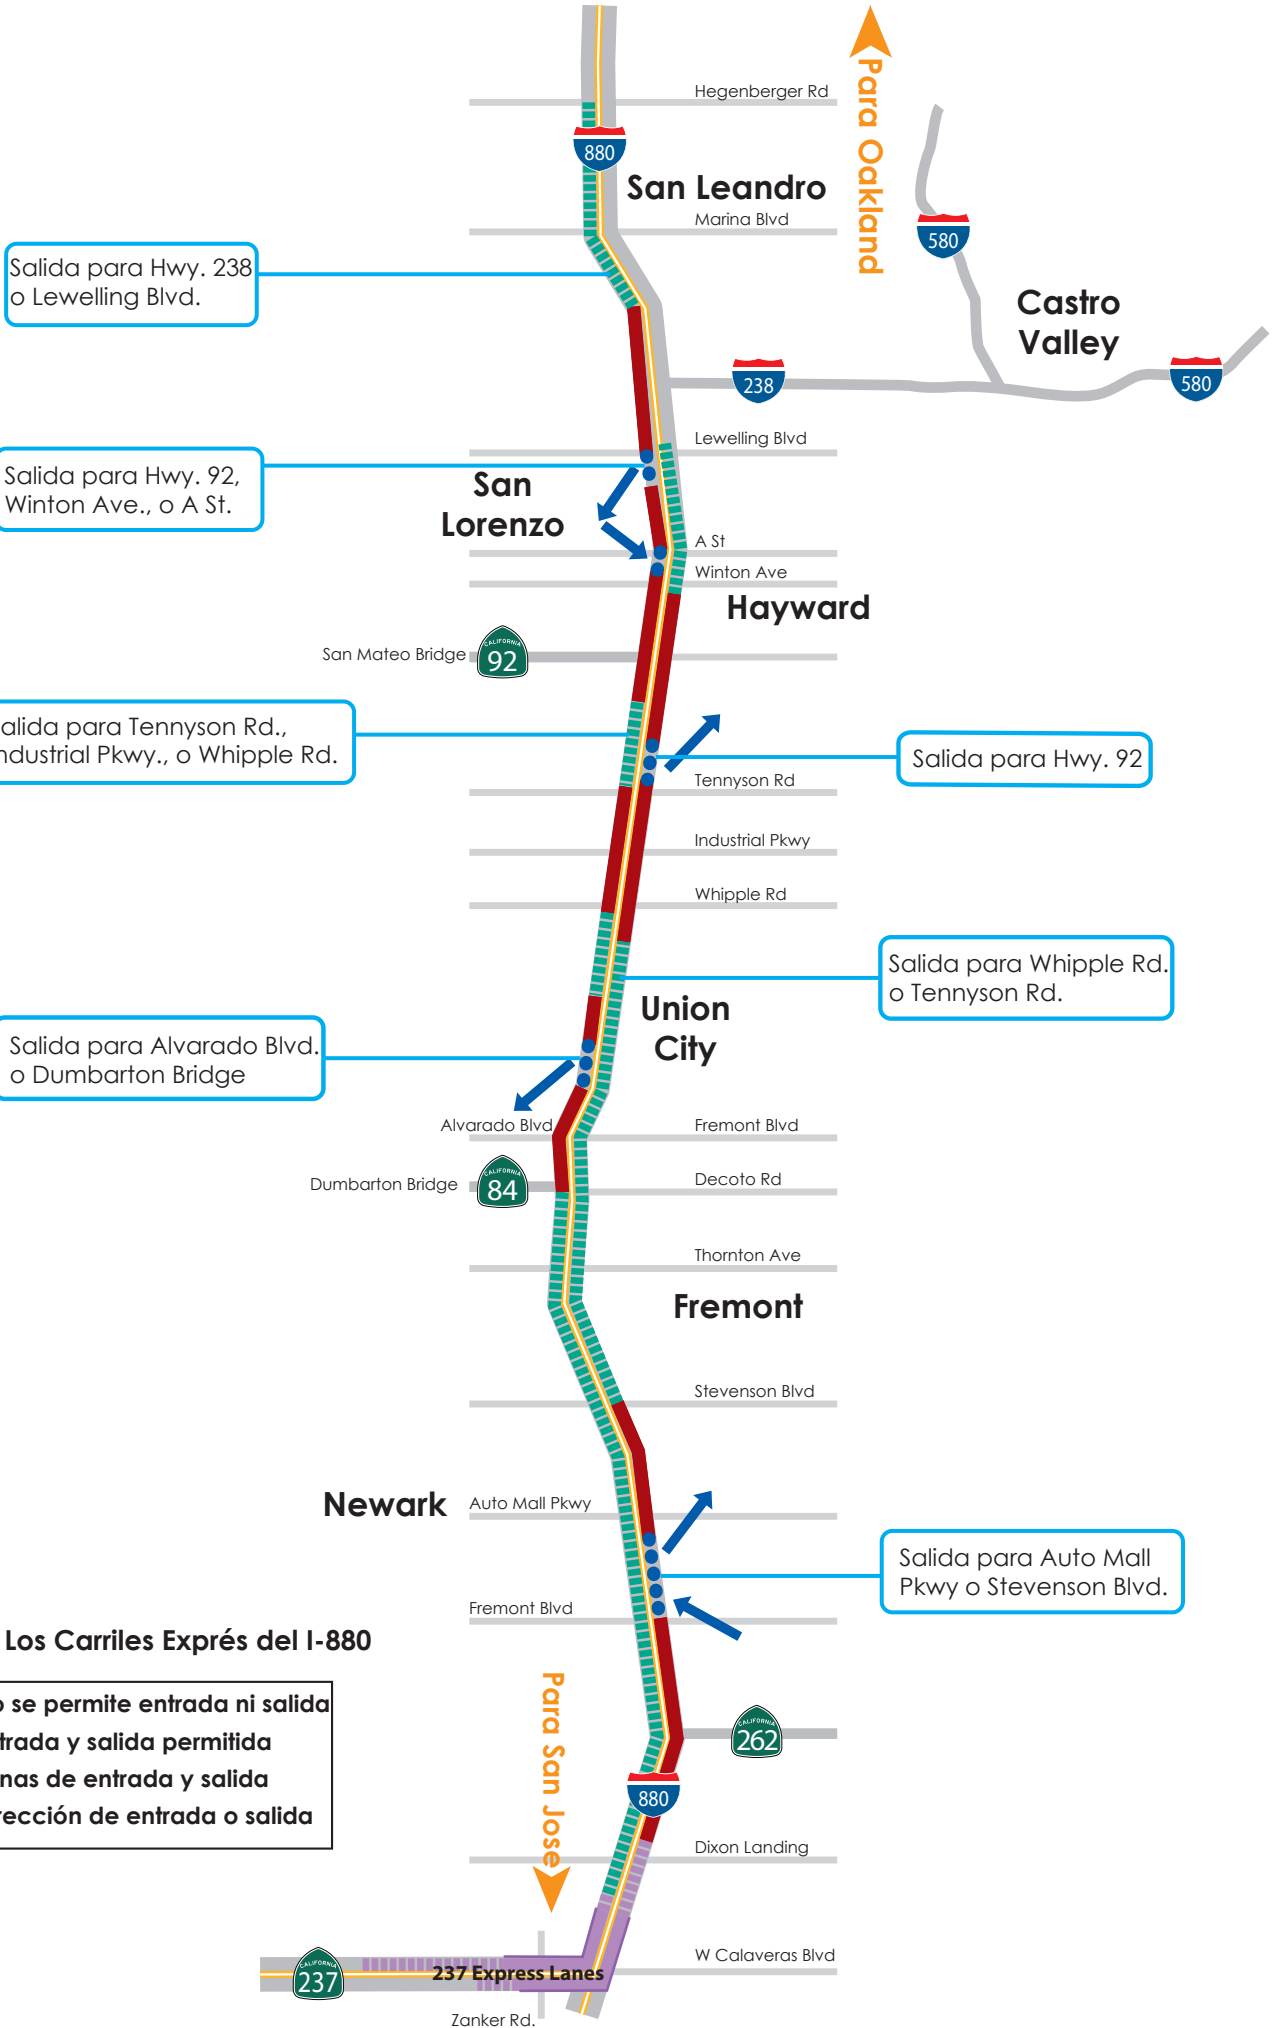 Hegenberger Rd
880
Para Oakland
San Leandro
Marina Blvd
580
Salida para Hwy. 238
o Lewelling Blvd.
Castro
Valley
238
580
Lewelling Blvd
Salida para Hwy. 92,
Winton Ave., o A St.
San
Lorenzo
A St
Winton Ave
Hayward
San Mateo Bridge
CALIFORNIA
92
alida para Tennyson Rd.,
ndustrial Pkwy., o Whipple Rd.
Salida para Hwy. 92
Tennyson Rd
Industrial Pkwy
Whipple Rd
Salida para Whipple Rd.
o Tennyson Rd.
Union
City
Salida para Alvarado Blvd.
o Dumbarton Bridge
Alvarado Blvd
Fremont Blvd
Dumbarton Bridge
CALIFORNIA
84
Decoto Rd
Thornton Ave
Fremont
Stevenson Blvd
Newark
Auto Mall Pkwy
Salida para Auto Mall
Pkwy o Stevenson Blvd.
Fremont Blvd
Los Carriles Exprés del I-880
o se permite entrada ni salida
trada y salida permitida
nas de entrada y salida
rección de entrada o salida
Para San Jose
CALIFORNIA
262
880
Dixon Landing
W Calaveras Blvd
CALIFORNIA
237
237 Express Lanes
Zanker Rd.